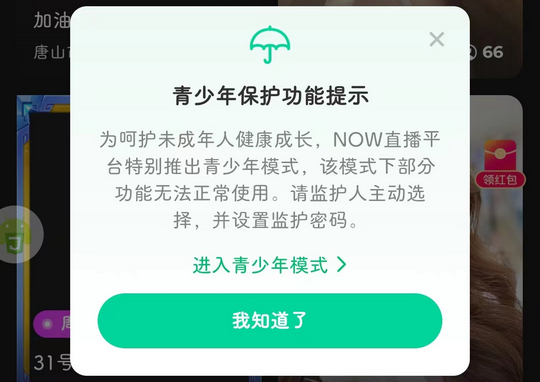 加油
唐山
66
青少年保护功能提示
为呵护未成年人健康成长，NOW直播平
台特别推出青少年模式，该模式下部分
功能无法正常使用。请监护人主动选
择，并设置监护密码。
领红包
进入青少年模式 >
我知道了
31号